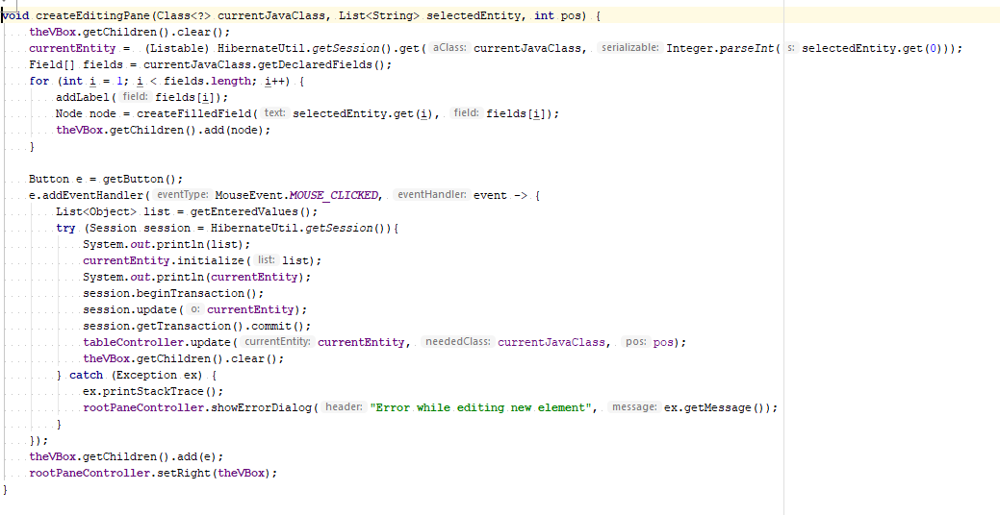 void createEditingPane(Class<?> currentJavaClass, List<String> selectedEntity, int pos) {
theVBox.getChildren().clear();
currentEntity = (Listable) HibernateUtil.getSession().get( aClass: currentJavaClass, serializable: Integer.parseInt( s: selectedEntity.get(0)));
Field[] fields = currentJavaClass.getDeclaredFields();
for (int i = 1; i < fields.length; i++) {
addLabel( field: fields[i]);
Node node = createFilledField( text: selectedEntity.get(i), field: fields[i]);
theVBox.getChildren().add(node);
}
Button e = getButton();
e.addEventHandler( eventType: MouseEvent.MOUSE_CLICKED, eventHandler: event -> {
List<Object> list = getEnteredValues();
try (Session session = HibernateUtil.getSession()){
System.out.println(list);
currentEntity.initialize( list: list);
System.out.println(currentEntity);
session.beginTransaction();
session.update( o: currentEntity);
session.getTransaction().commit();
tableController.update( currentEntity: currentEntity, neededClass: currentJavaClass, pos: pos);
theVBox.getChildren().clear();
} catch (Exception ex) {
ex.printStackTrace();
rootPaneController.showErrorDialog( header: "Error while editing new element", message: ex.getMessage());
}
});
theVBox.getChildren().add(e);
rootPaneController.setRight(theVBox);
}